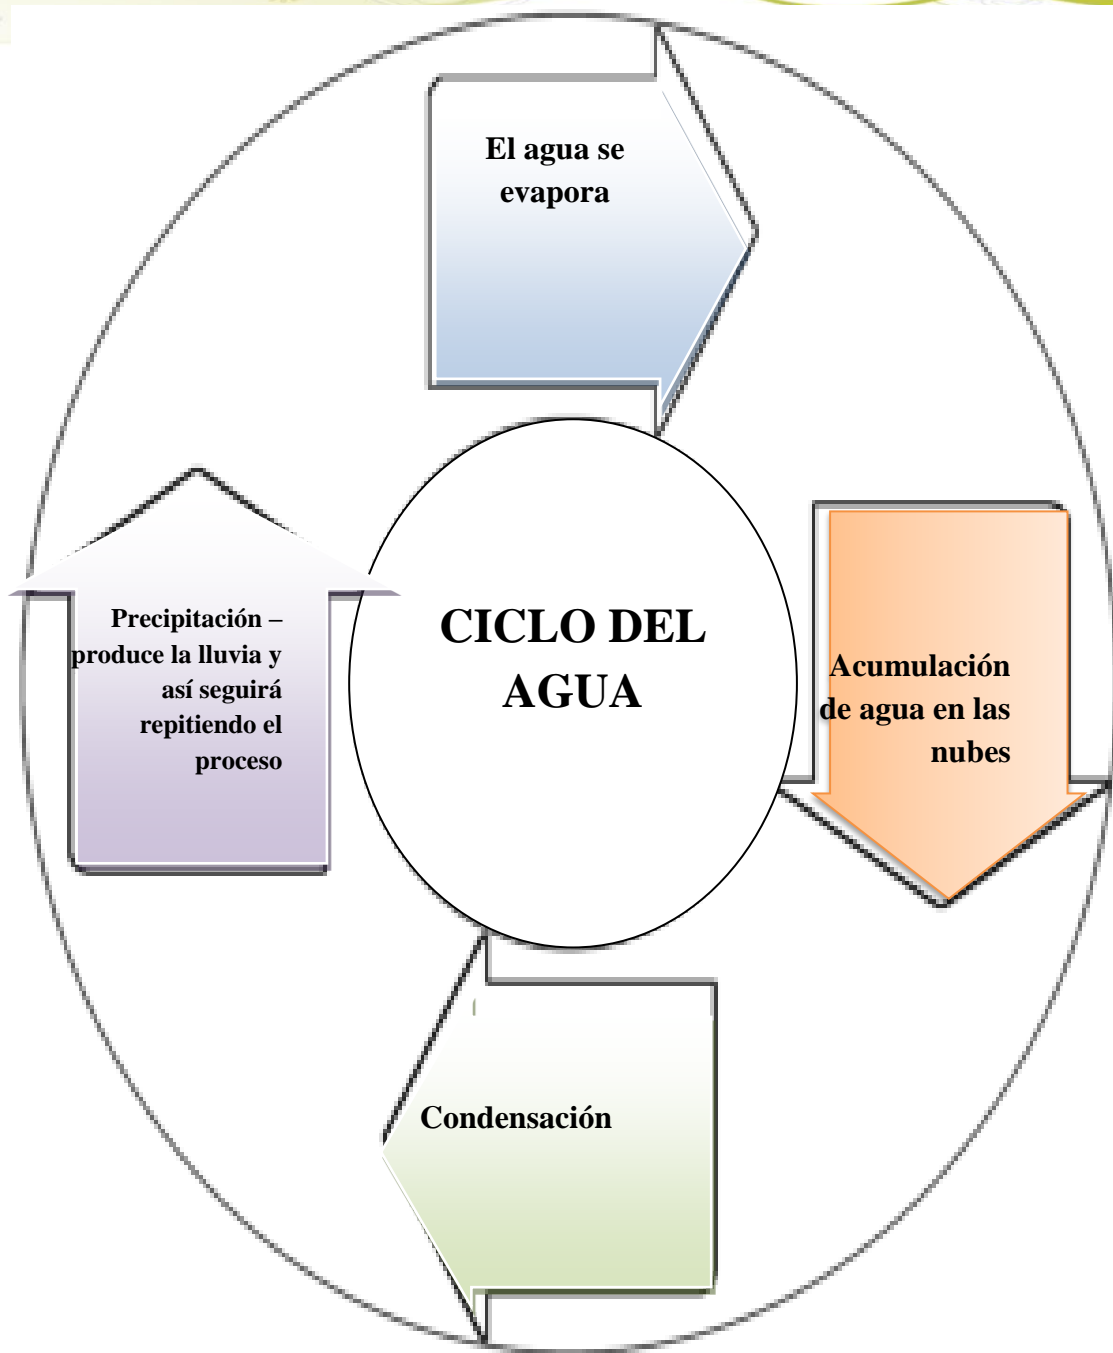 El agua se
evapora
CICLO DEL
AGUA
Acumulación
de agua en las
nubes
Condensación
Precipitación –
produce la lluvia y
así seguirá
repitiendo el
proceso